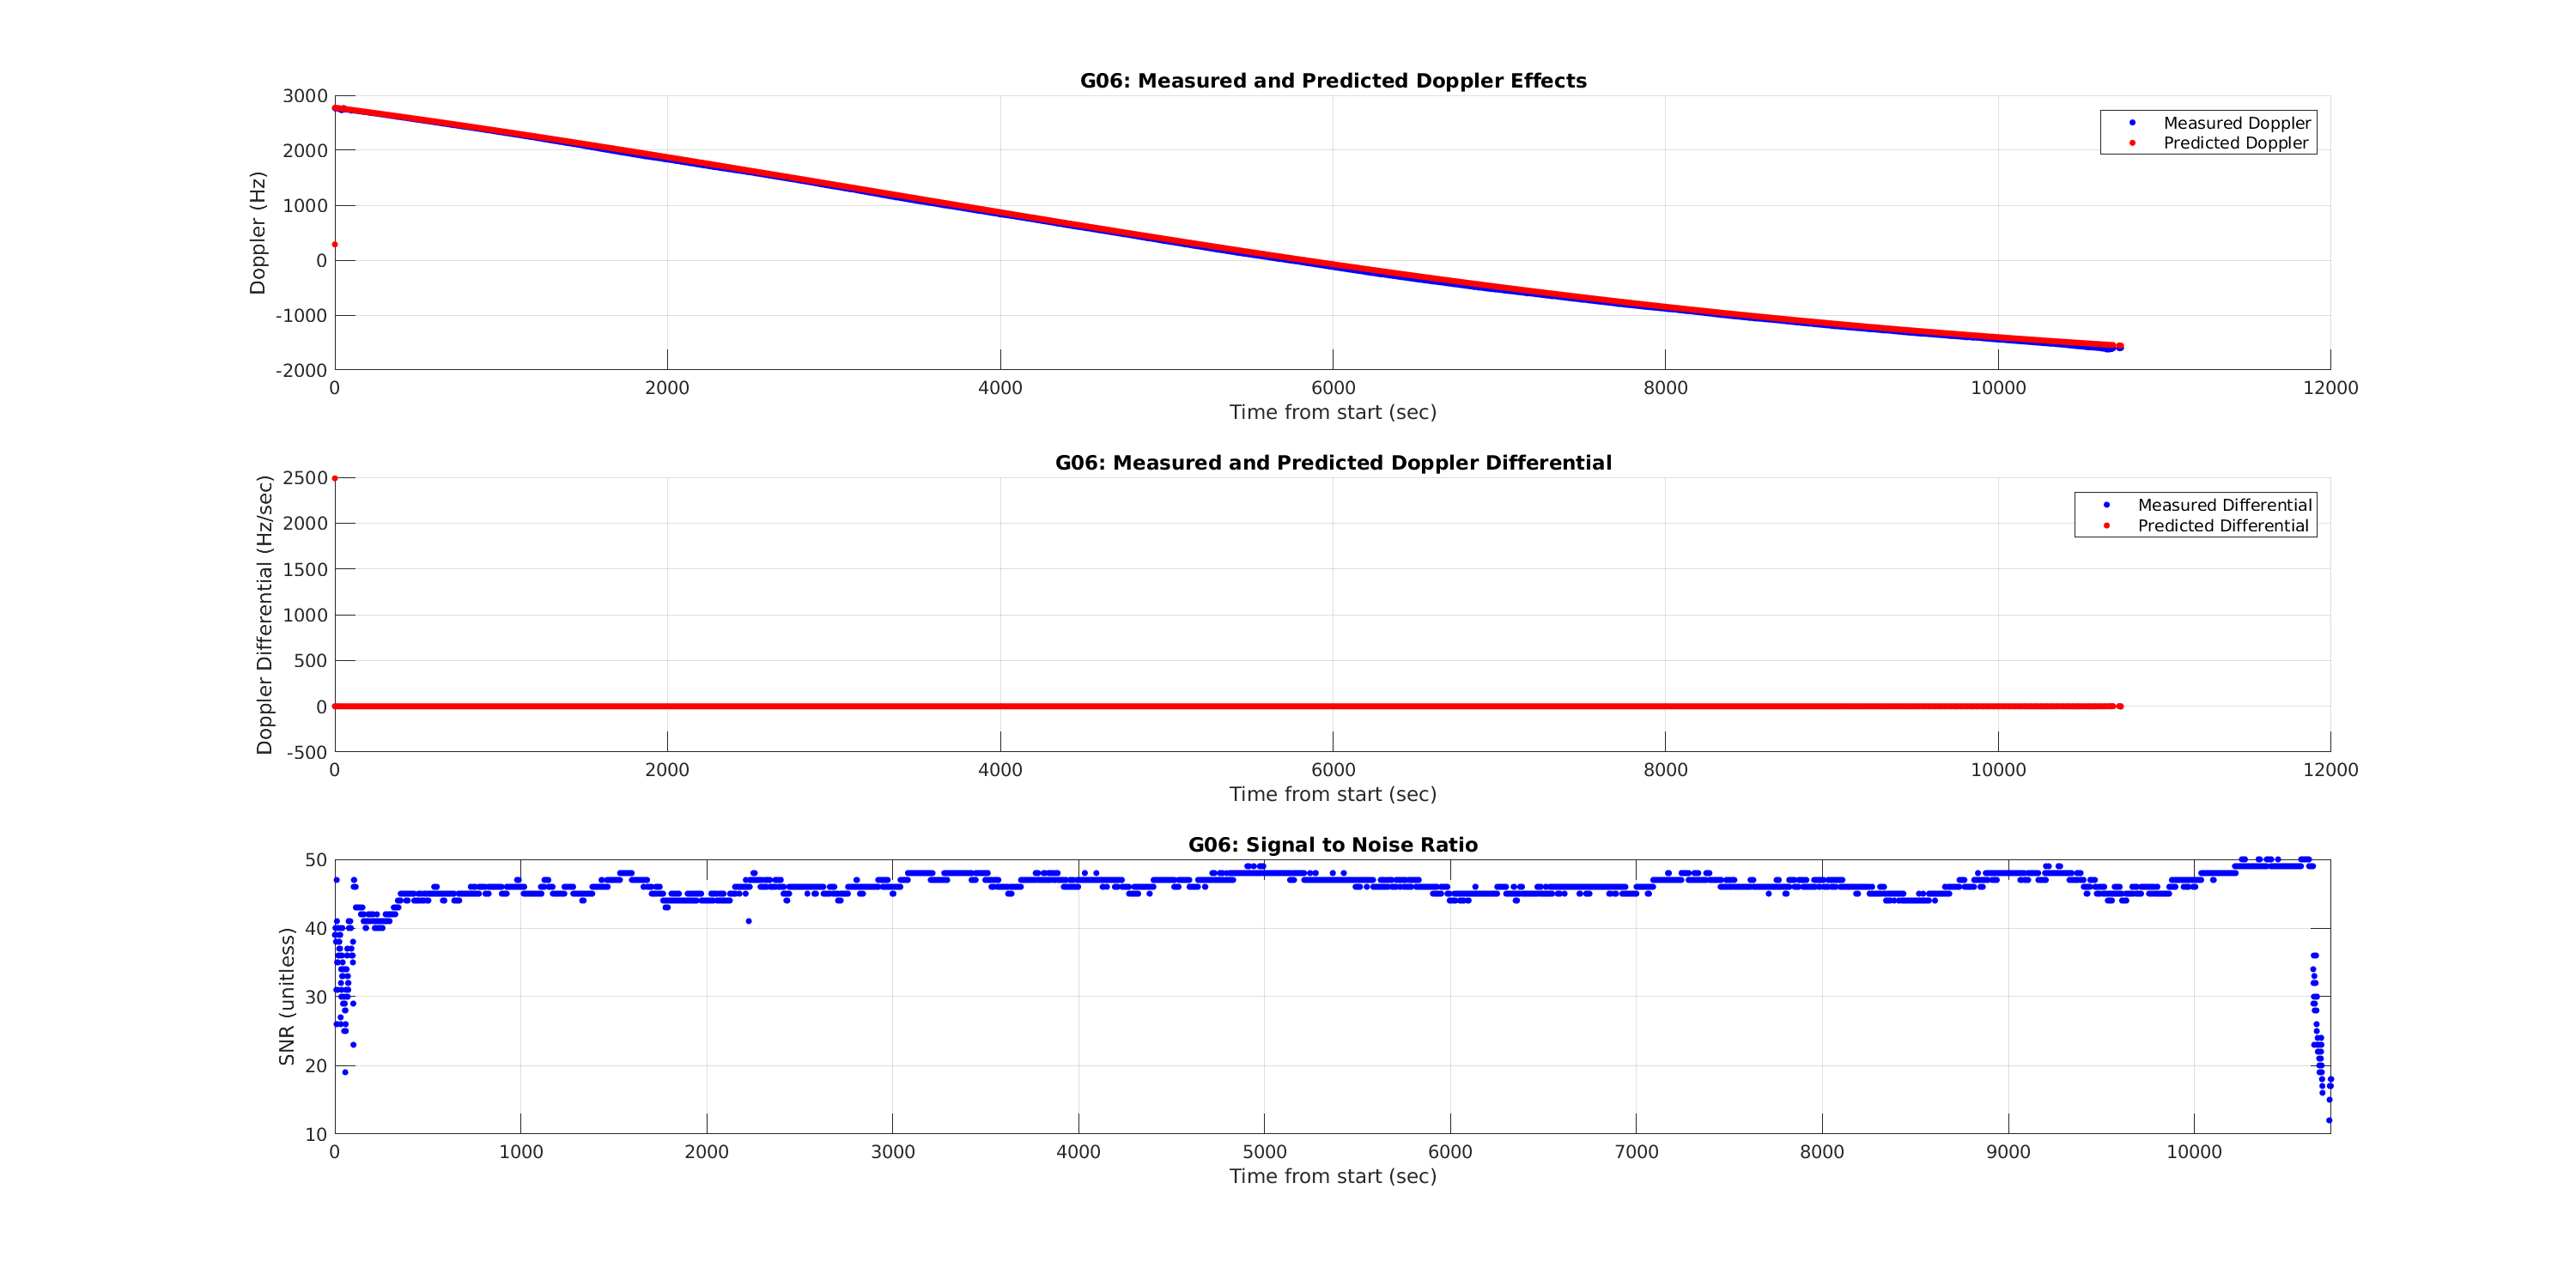 G06: Measured and Predicted Doppler Effects
3000
2000
1000
0
-1000
-2000
Doppler (Hz)
Measured Doppler
Predicted Doppler
0 2000 4000 6000 8000 10000 12000
Time from start (sec)
G06: Measured and Predicted Doppler Differential
2500
2000
1500
1000
500
0
-500
Doppler Differential (Hz/sec)
Measured Differential
Predicted Differential
0 2000 4000 6000 8000 10000 12000
Time from start (sec)
G06: Signal to Noise Ratio
50
40
30
20
10
SNR (unitless)
0 1000 2000 3000 4000 5000 6000 7000 8000 9000 10000
Time from start (sec)